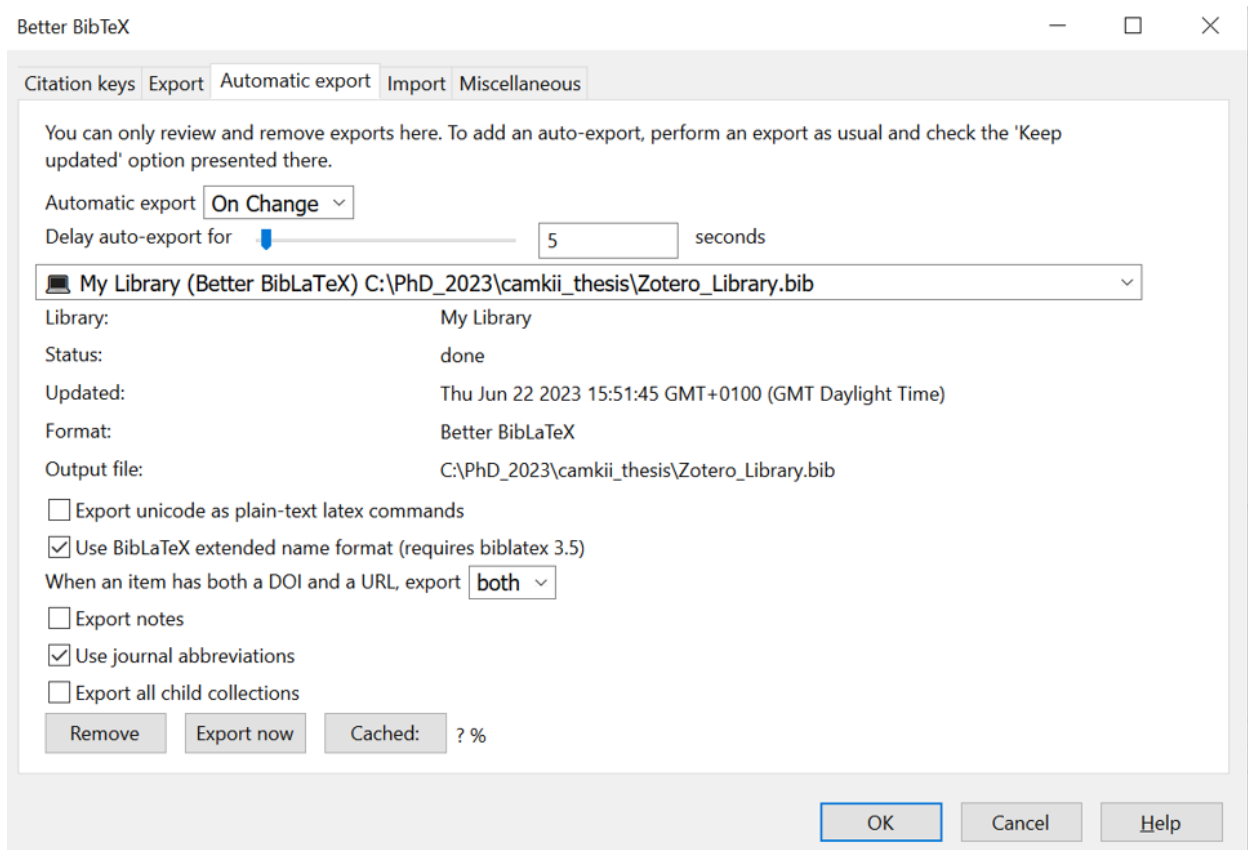 Better BibTeX
Citation keys Export Automatic export Import Miscellaneous
You can only review and remove exports here. To add an auto-export, perform an export as usual and check the 'Keep
updated' option presented there.
Automatic export On Change
Delay auto-export for 5 seconds
My Library (Better BibLaTeX) C:\PhD_2023\camkii_thesis\Zotero_Library.bib
Library: My Library
Status: done
Updated: Thu Jun 22 2023 15:51:45 GMT+0100 (GMT Daylight Time)
Format: Better BibLaTeX
Output file: C:\PhD_2023\camkii_thesis\Zotero_Library.bib
Export unicode as plain-text latex commands
Use BibLaTeX extended name format (requires biblatex 3.5)
When an item has both a DOI and a URL, export both
Export notes
Use journal abbreviations
Export all child collections
Remove Export now Cached: ? %
OK Cancel Help